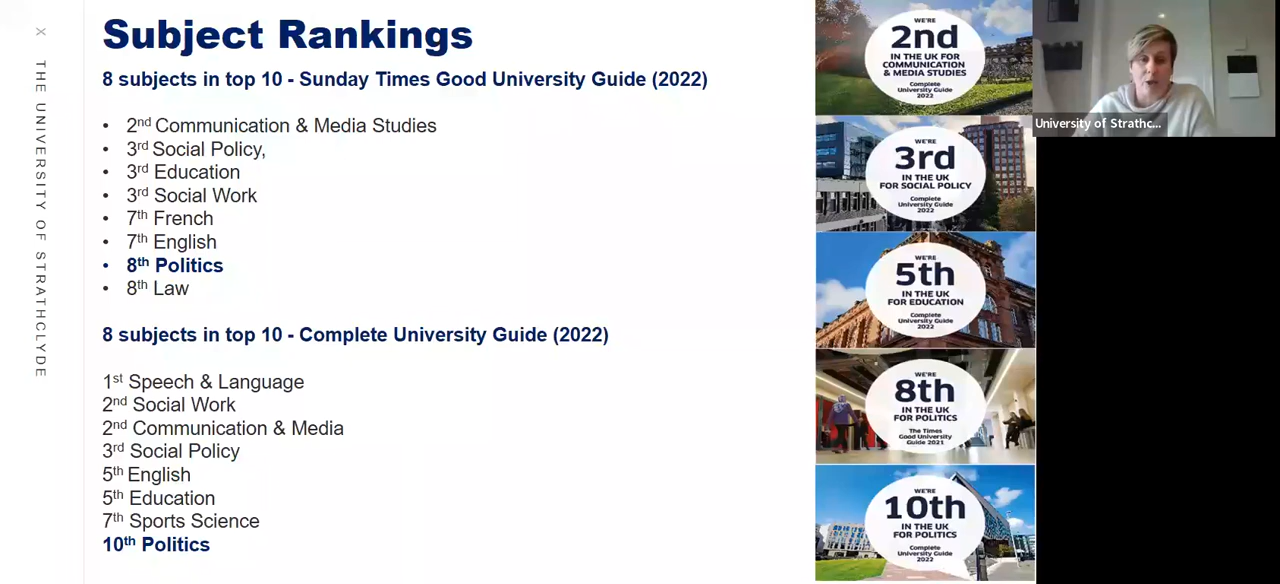 X THE UNIVERSITY OF STRATHCLYDE
Subject Rankings
8 subjects in top 10 - Sunday Times Good University Guide (2022)
• 2nd Communication & Media Studies
• 3rd Social Policy,
• 3rd Education
• 3rd Social Work
• 7th French
• 7th English
• 8th Politics
• 8th Law
8 subjects in top 10 - Complete University Guide (2022)
1st Speech & Language
2nd Social Work
2nd Communication & Media
3rd Social Policy
5th English
5th Education
7th Sports Science
10th Politics
WE'RE
2nd
IN THE UK FOR
COMMUNICATION
& MEDIA STUDIES
Complete
University Guide
2022
WE'RE
3rd
IN THE UK
FOR SOCIAL POLICY
Complete
University Guide
2022
WE'RE
5th
IN THE UK
FOR EDUCATION
Complete
University Guide
2022
WE'RE
8th
IN THE UK
FOR POLITICS
The Times
Good University
Guide 2021
WE'RE
10th
IN THE UK
FOR POLITICS
Complete
University Guide
2022
University of Strathc...